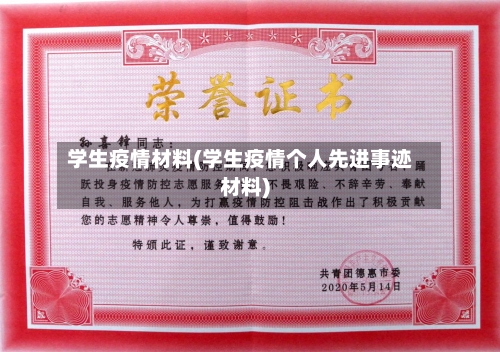 荣誉证书
孙喜锋同志：
学生疫情材料(学生疫情个人先进事迹
材料)
踊
跃投身疫情防控志愿服务 不畏艰险、不辞辛劳、奉献
自我、服务他人，为打赢疫情防控阻击战作出了积极贡献
您的志愿精神令人尊崇，值得鼓励！
特颁此证，谨致谢意。
共青团德惠市委
2020年5月14日